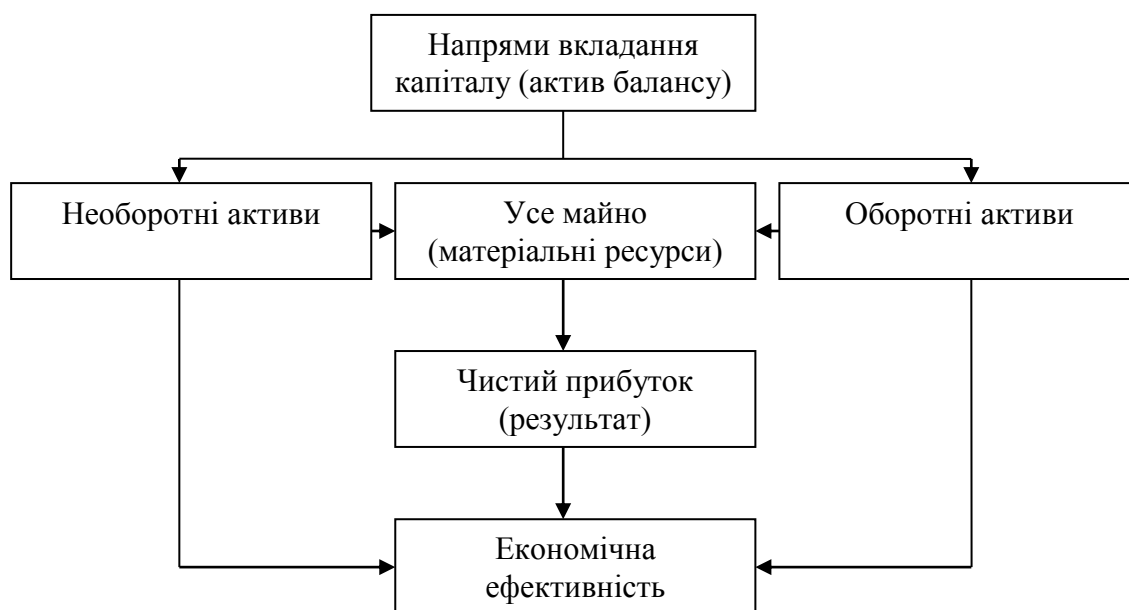 Напрями вкладання
капіталу (актив балансу)
Необоротні активи
Усе майно
(матеріальні ресурси)
Оборотні активи
Чистий прибуток
(результат)
Економічна
ефективність